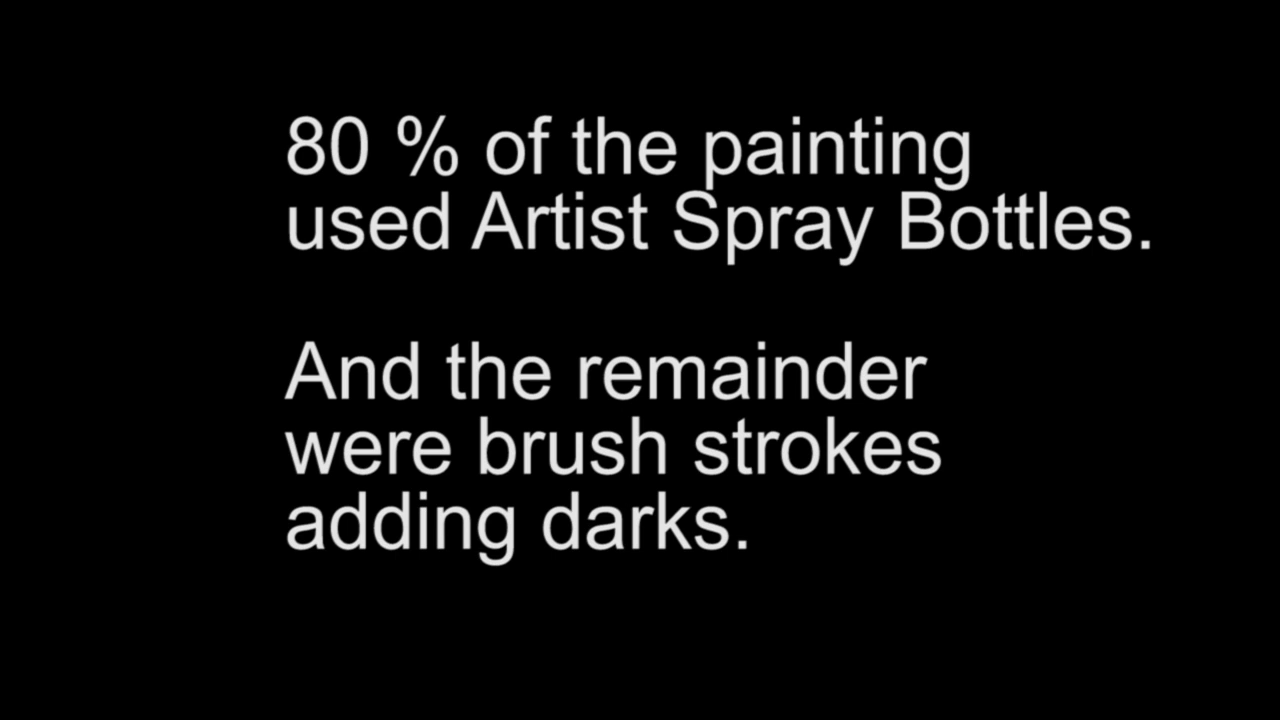 80 % of the painting
used Artist Spray Bottles.
And the remainder
were brush strokes
adding darks.